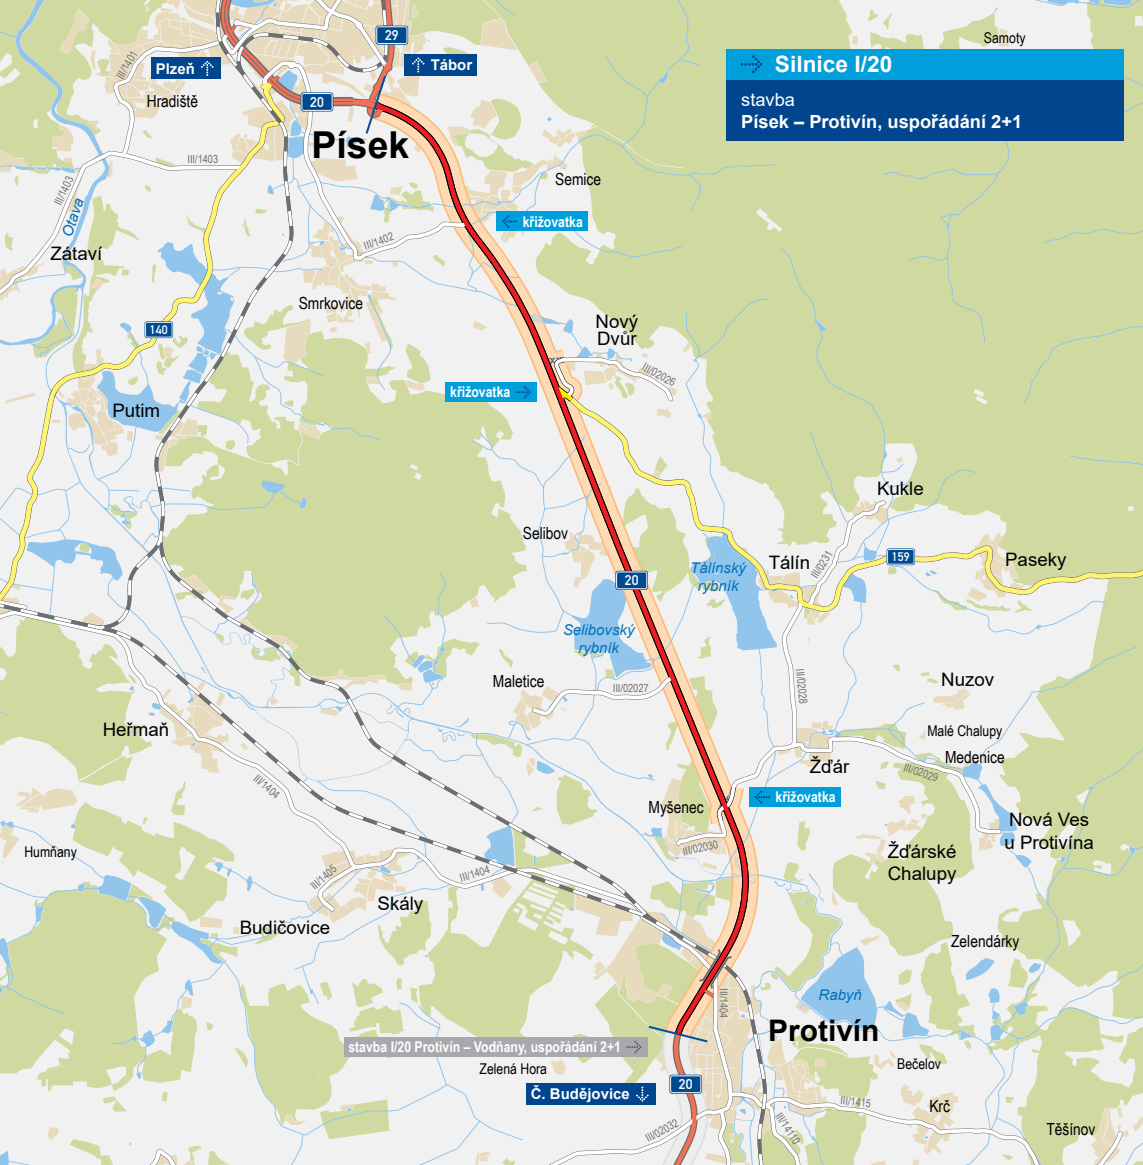 Silnice I/20
stavba
Písek – Protivín, uspořádání 2+1
Samoty
29
Tábor
Plzeň
III/1401
Hradiště
20
Písek
III/1403
III/1403
Otava
Semice
křižovatka
III/1402
Zátaví
Smrkovice
140
Nový
Dvůr
III/02026
křižovatka
Putim
Kukle
Selibov
20
Tálínský
rybník
Tálín
III/0231
159
Paseky
Selibovský
rybník
Maletice
III/02027
III/02028
Nuzov
Heřmaň
Malé Chalupy
Medenice
Žďár
III/02029
III/1404
křižovatka
Myšenec
III/02030
Nová Ves
u Protivína
Žďárské
Chalupy
Humňany
III/1405
III/1404
Skály
Budičovice
Zelendárky
Rabyň
III/1404
Protivín
stavba I/20 Protivín – Vodňany, uspořádání 2+1
Zelená Hora
Bečelov
20
Č. Budějovice
III/1415
Krč
III/02032
III/14110
Těšínov